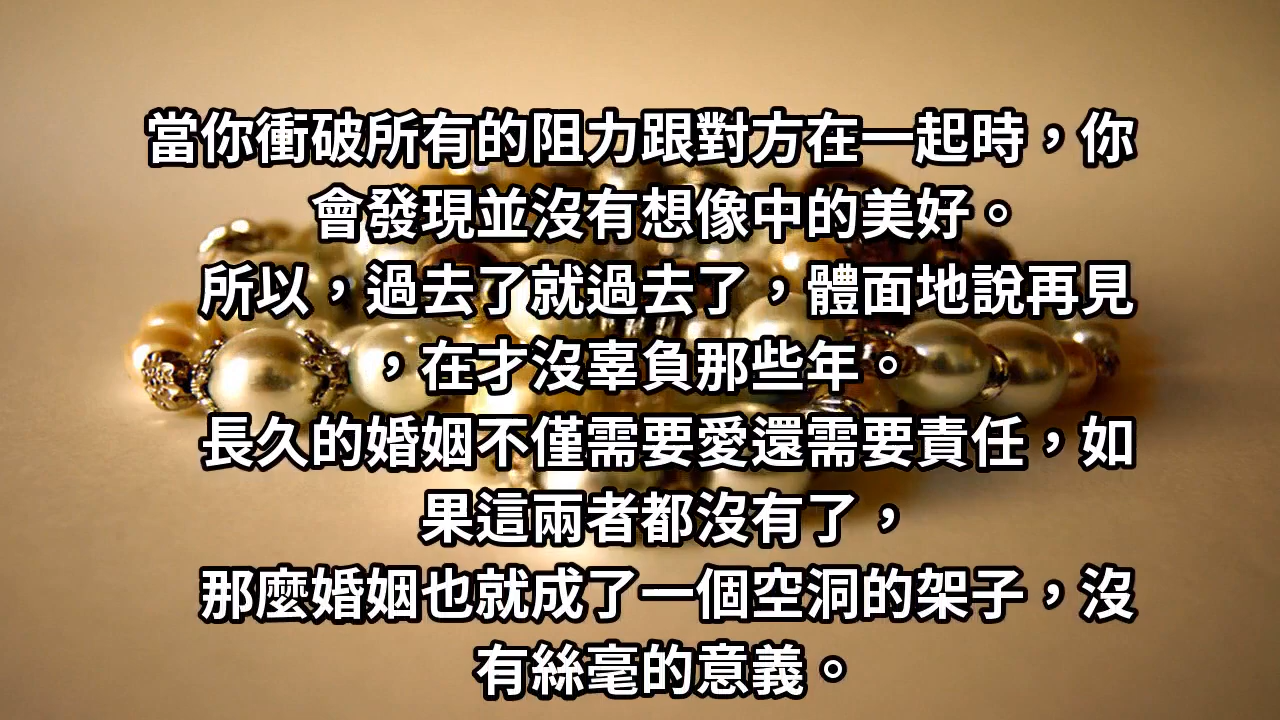 當你衝破所有的阻力跟對方在一起時，你
會發現並沒有想像中的美好。
所以，過去了就過去了，體面地說再見
，在才沒辜負那些年。
長久的婚姻不僅需要愛還需要責任，如
果這兩者都沒有了，
那麼婚姻也就成了一個空洞的架子，沒
有絲毫的意義。